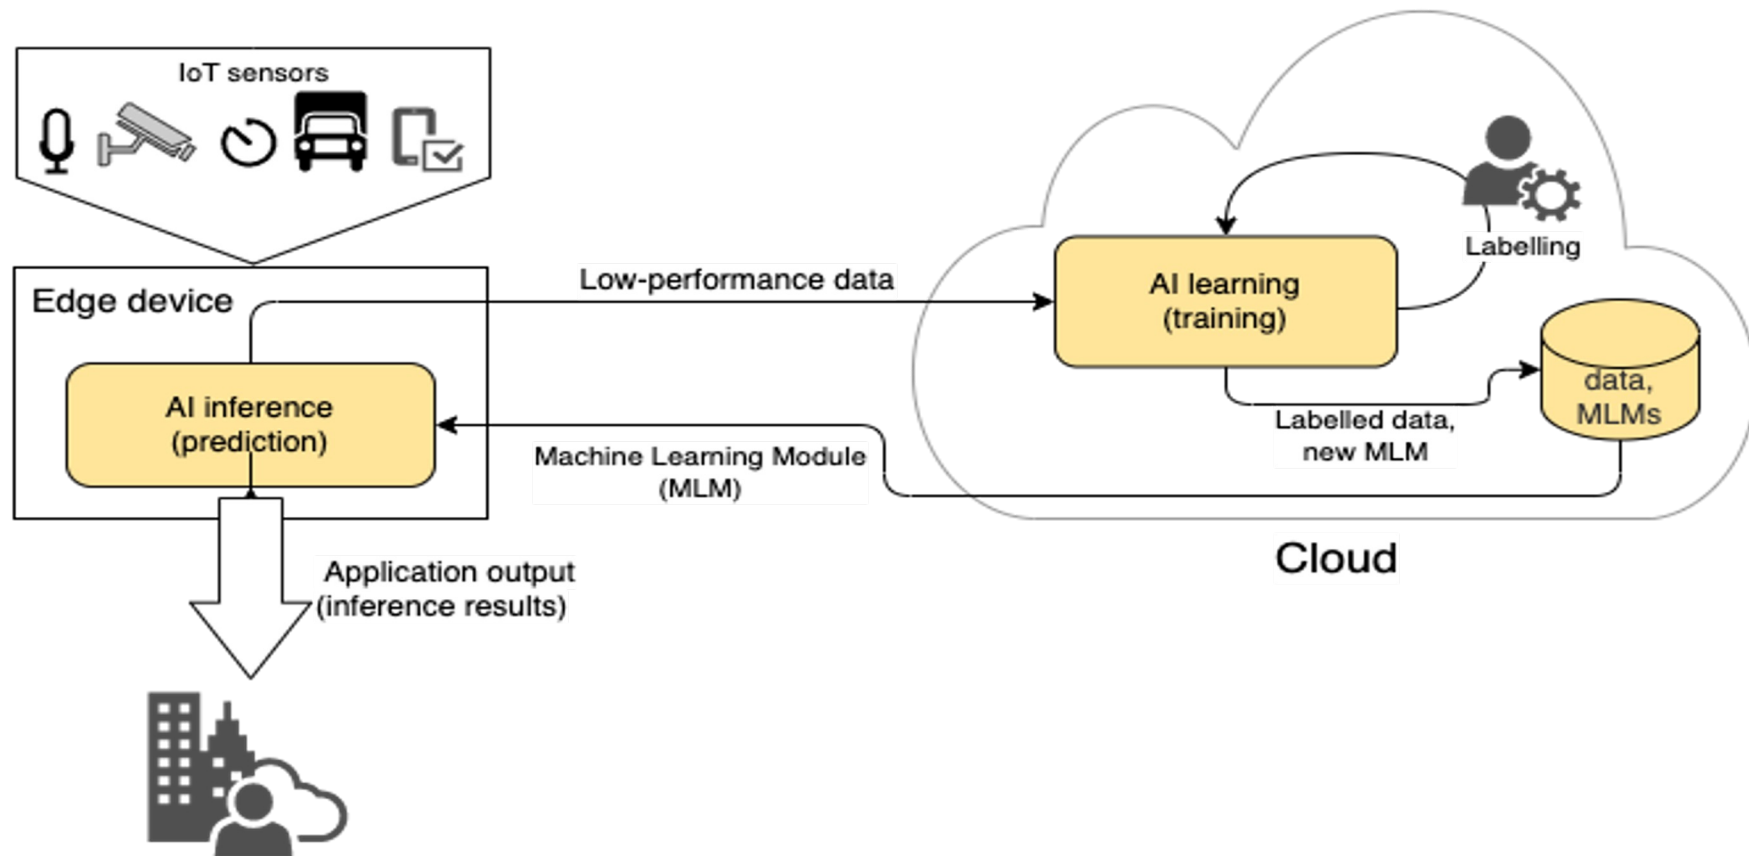 IoT sensors
Edge device
AI inference
(prediction)
Low-performance data
Machine Learning Module
(MLM)
Application output
(inference results)
AI learning
(training)
Labelling
data,
MLMs
Labelled data,
new MLM
Cloud